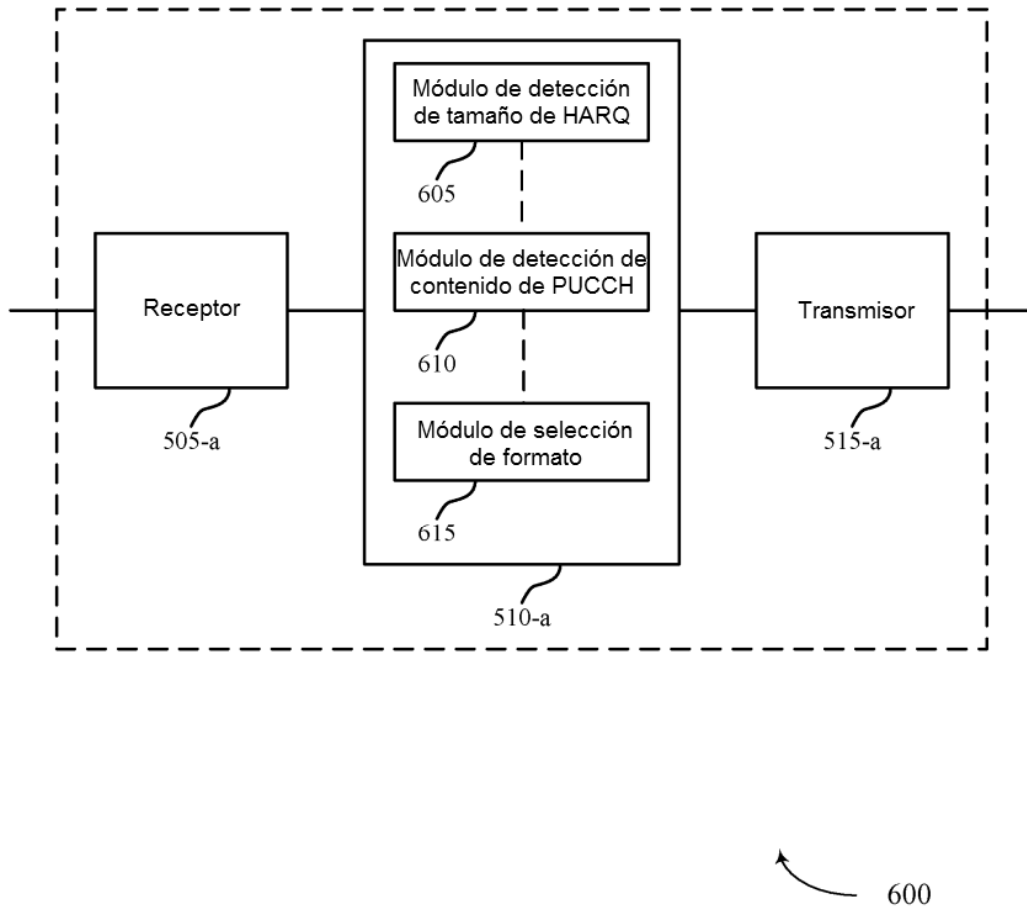 Módulo de detección
de tamaño de HARQ
605
Módulo de detección de
contenido de PUCCH
610
Módulo de selección
de formato
615
Receptor
505-a
Transmisor
515-a
510-a
600